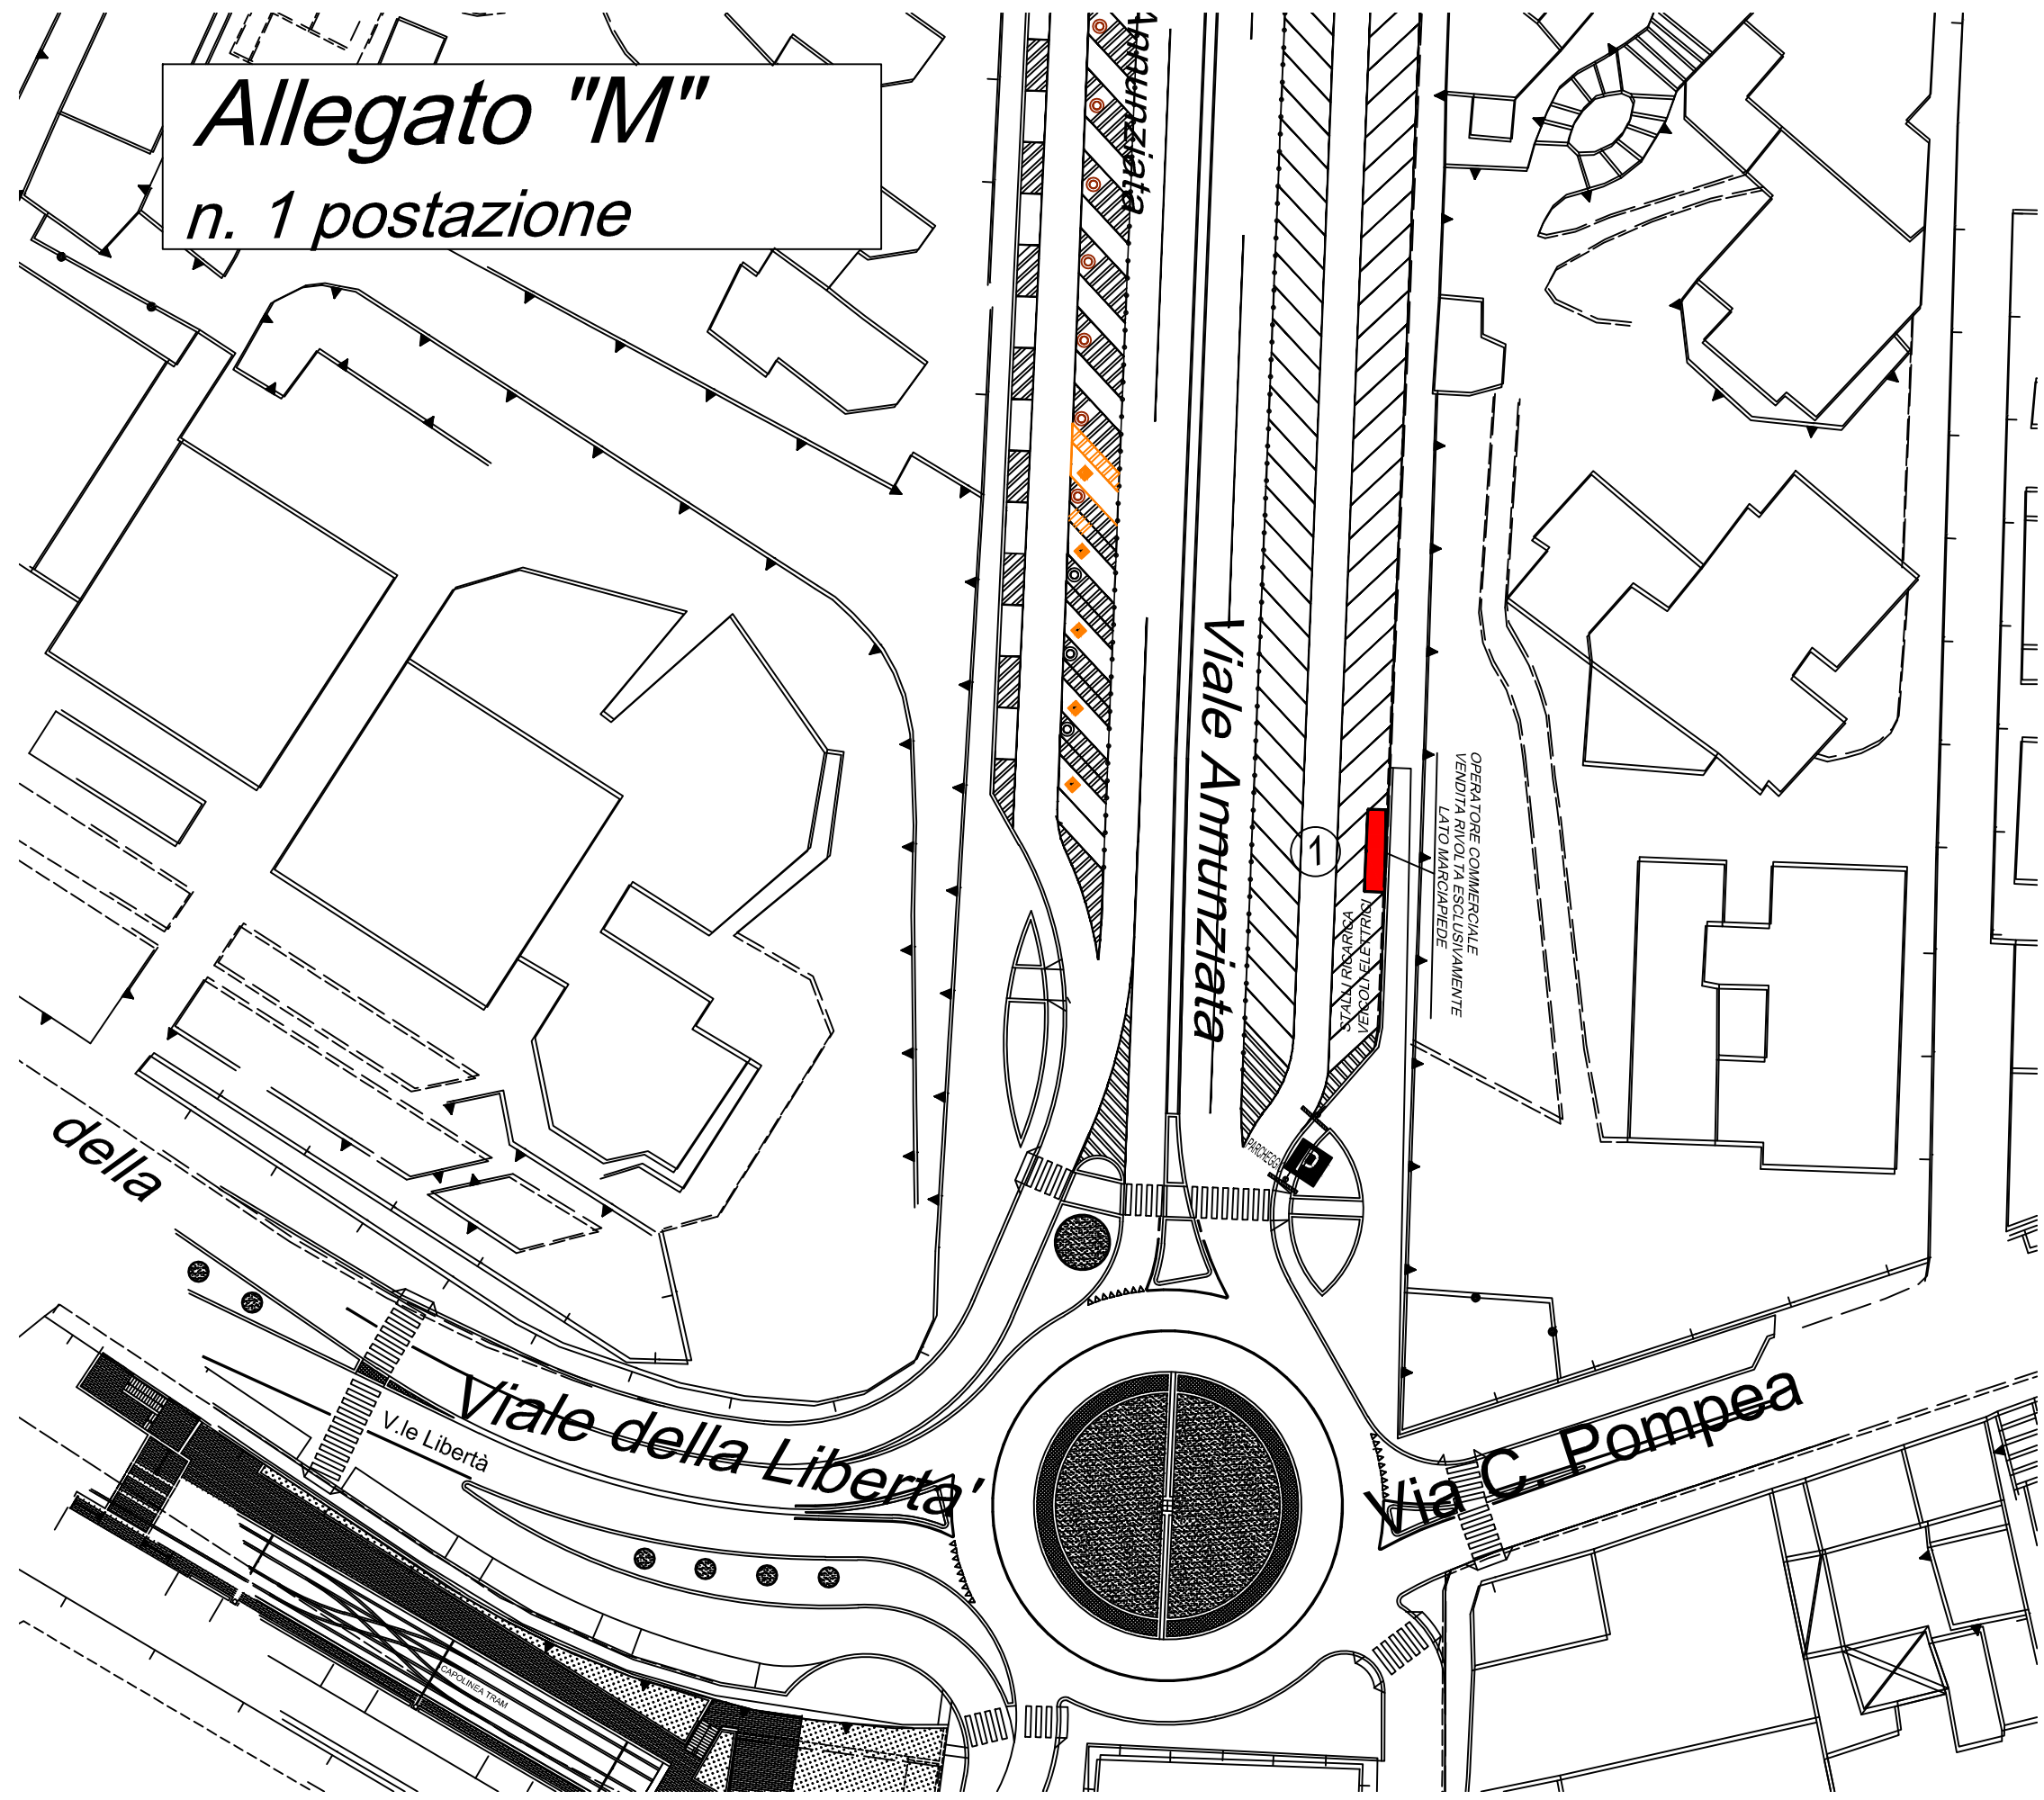 Allegato "M"
n. 1 postazione
Annunziata
Viale Annunziata
1
OPERATORE COMMERCIALE
VENDITA RIVOLTA ESCLUSIVAMENTE
LATO MARCIAPIEDE
STALLI RICARICA
VEICOLI ELETTRICI
P
della
Viale della Liberta'
V.le Libertà
Via C. Pompea
CAPOLINEA TRAM